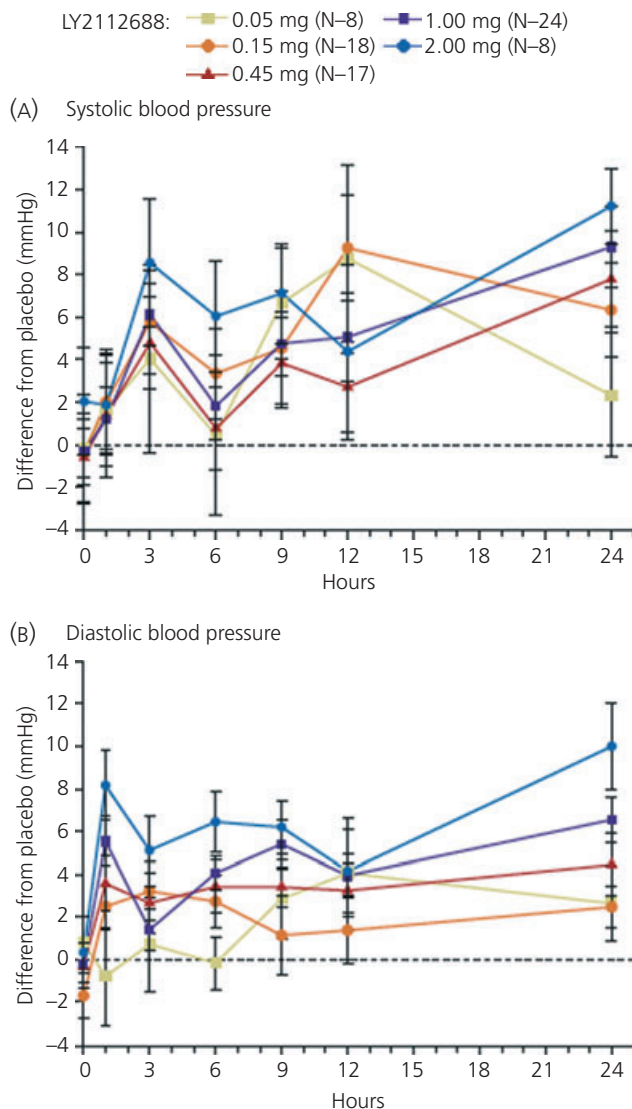 LY2112688: 0.05 mg (N–8) 1.00 mg (N–24)
0.15 mg (N–18) 2.00 mg (N–8)
0.45 mg (N–17)
(A) Systolic blood pressure
Difference from placebo (mmHg)
14
12
10
8
6
4
2
0
–2
–4
0 3 6 9 12 15 18 21 24
Hours
(B) Diastolic blood pressure
Difference from placebo (mmHg)
14
12
10
8
6
4
2
0
–2
–4
0 3 6 9 12 15 18 21 24
Hours